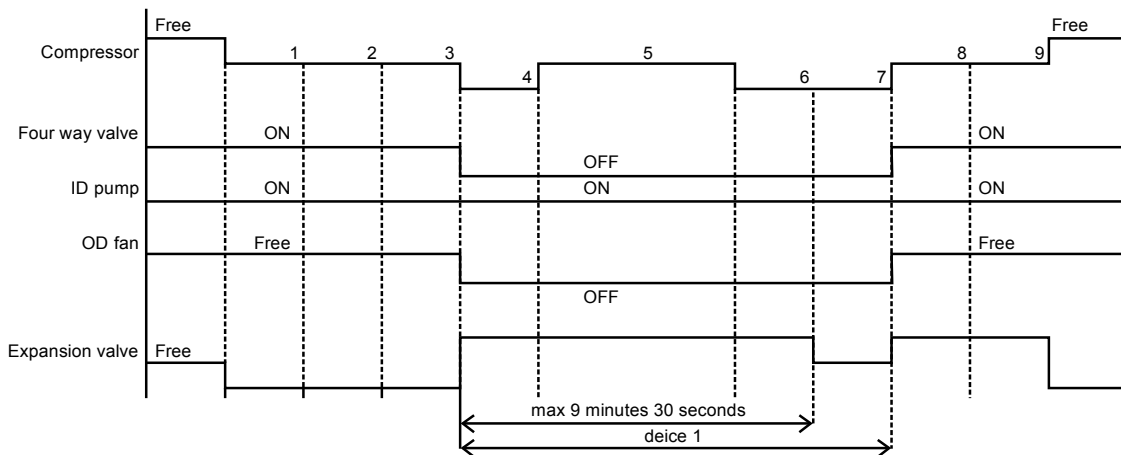 Free Free
Compressor 1 2 3 4 5 6 7 8 9
Four way valve ON OFF ON
ID pump ON ON ON
OD fan Free OFF Free
Expansion valve Free
max 9 minutes 30 seconds
deice 1